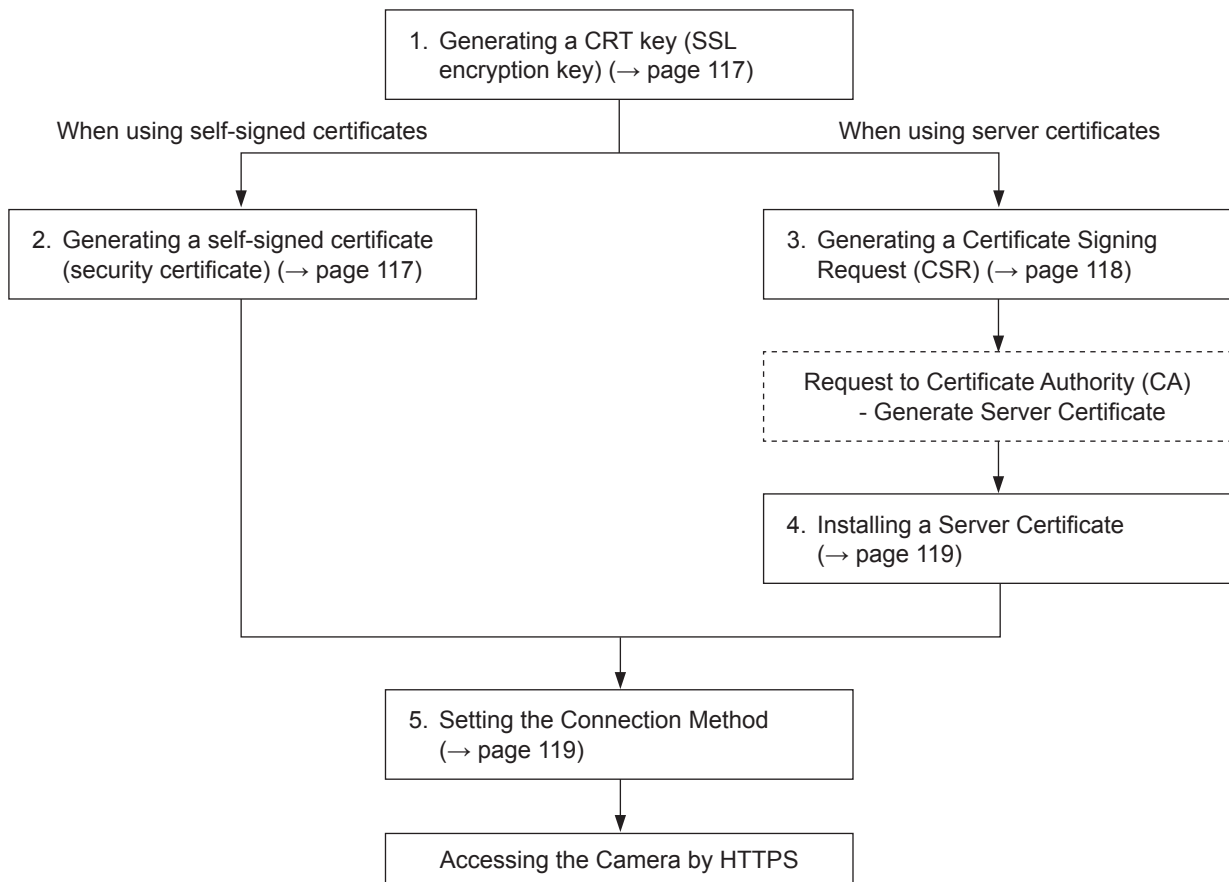 1. Generating a CRT key (SSL
encryption key) (→ page 117)
When using self-signed certificates
When using server certificates
2. Generating a self-signed certificate
(security certificate) (→ page 117)
3. Generating a Certificate Signing
Request (CSR) (→ page 118)
Request to Certificate Authority (CA)
- Generate Server Certificate
4. Installing a Server Certificate
(→ page 119)
5. Setting the Connection Method
(→ page 119)
Accessing the Camera by HTTPS